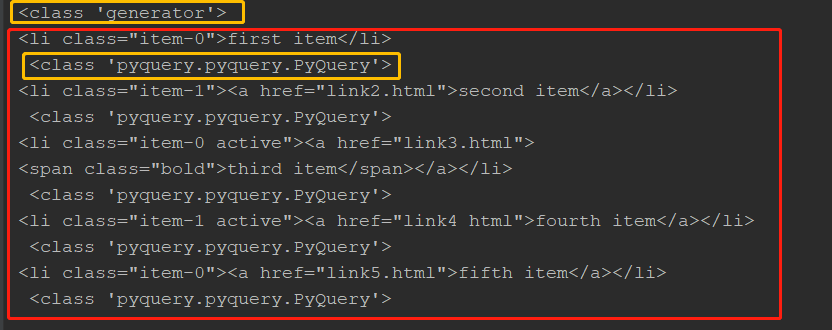 <class 'generator'>
<li class="item-0">first item</li>
<class 'pyquery.pyquery.PyQuery'>
<li class="item-1"><a href="link2.html">second item</a></li>
<class 'pyquery.pyquery.PyQuery'>
<li class="item-0 active"><a href="link3.html">
<span class="bold">third item</span></a></li>
<class 'pyquery.pyquery.PyQuery'>
<li class="item-1 active"><a href="link4 html">fourth item</a></li>
<class 'pyquery.pyquery.PyQuery'>
<li class="item-0"><a href="link5.html">fifth item</a></li>
<class 'pyquery.pyquery.PyQuery'>